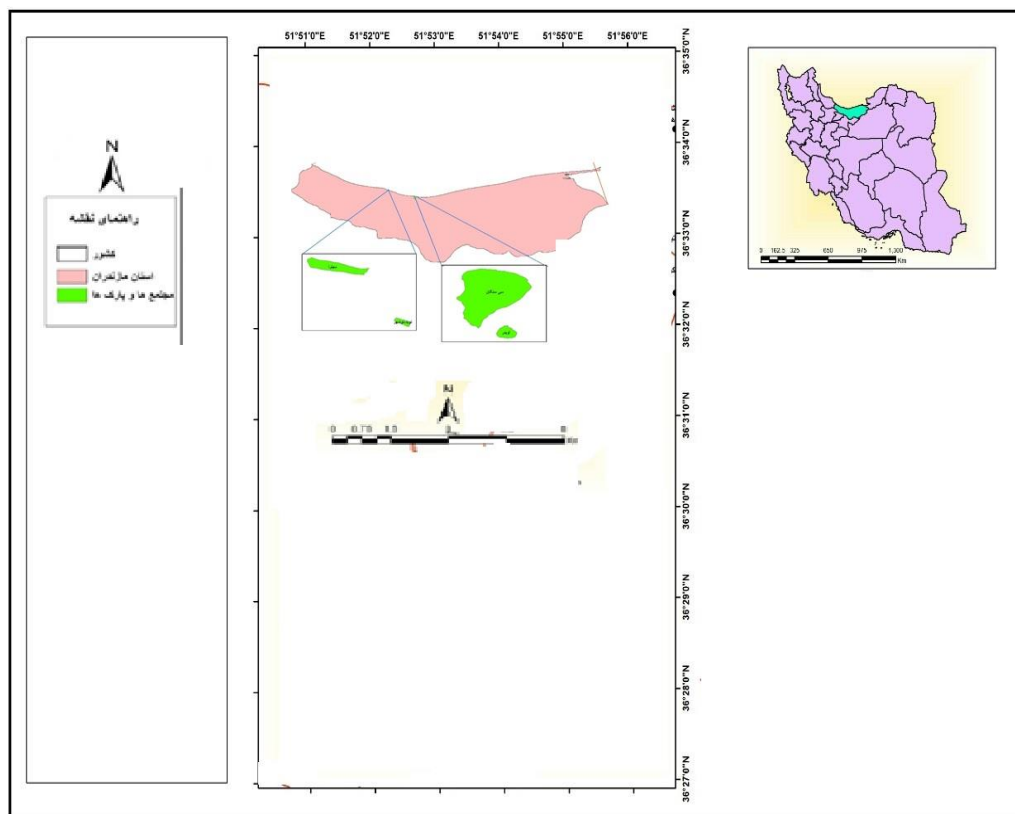 51°51'0"E 51°52'0"E 51°53'0"E 51°54'0"E 51°55'0"E 51°56'0"E
36°35'0"N
36°34'0"N
36°33'0"N
36°32'0"N
36°31'0"N
36°30'0"N
36°29'0"N
36°28'0"N
36°27'0"N
N
راهنمای نقشه
کشور
استان مازندران
مجتمع ها و پارک ها
سی سنگان
0 162.5 325 650 975 1,300
Km